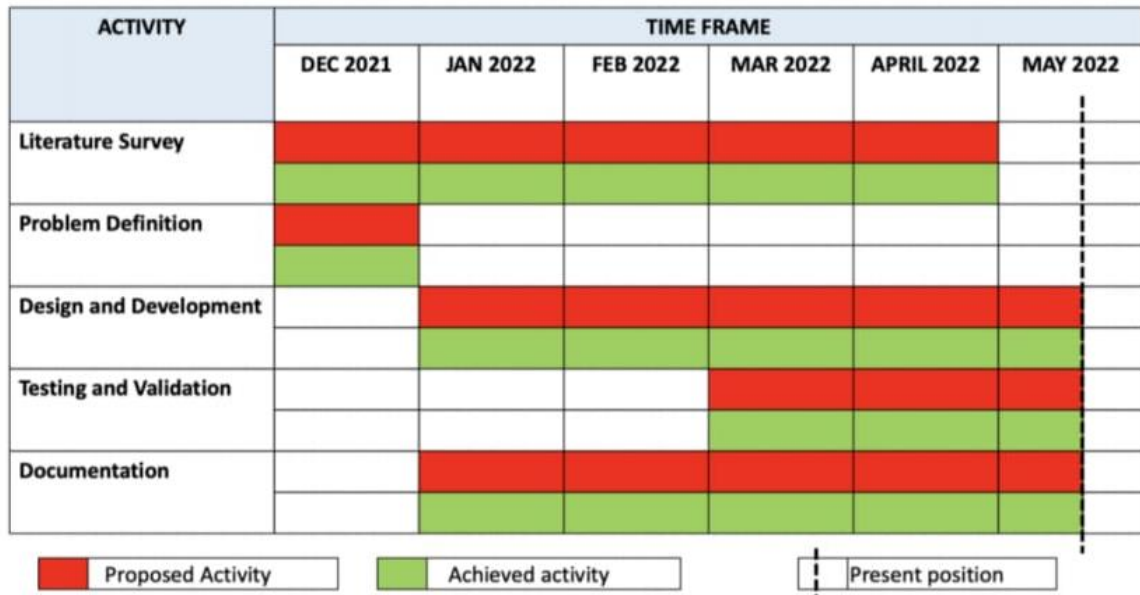 ACTIVITY
TIME FRAME
DEC 2021
JAN 2022
FEB 2022
MAR 2022
APRIL 2022
MAY 2022
Literature Survey
Problem Definition
Design and Development
Testing and Validation
Documentation
Proposed Activity
Achieved activity
Present position